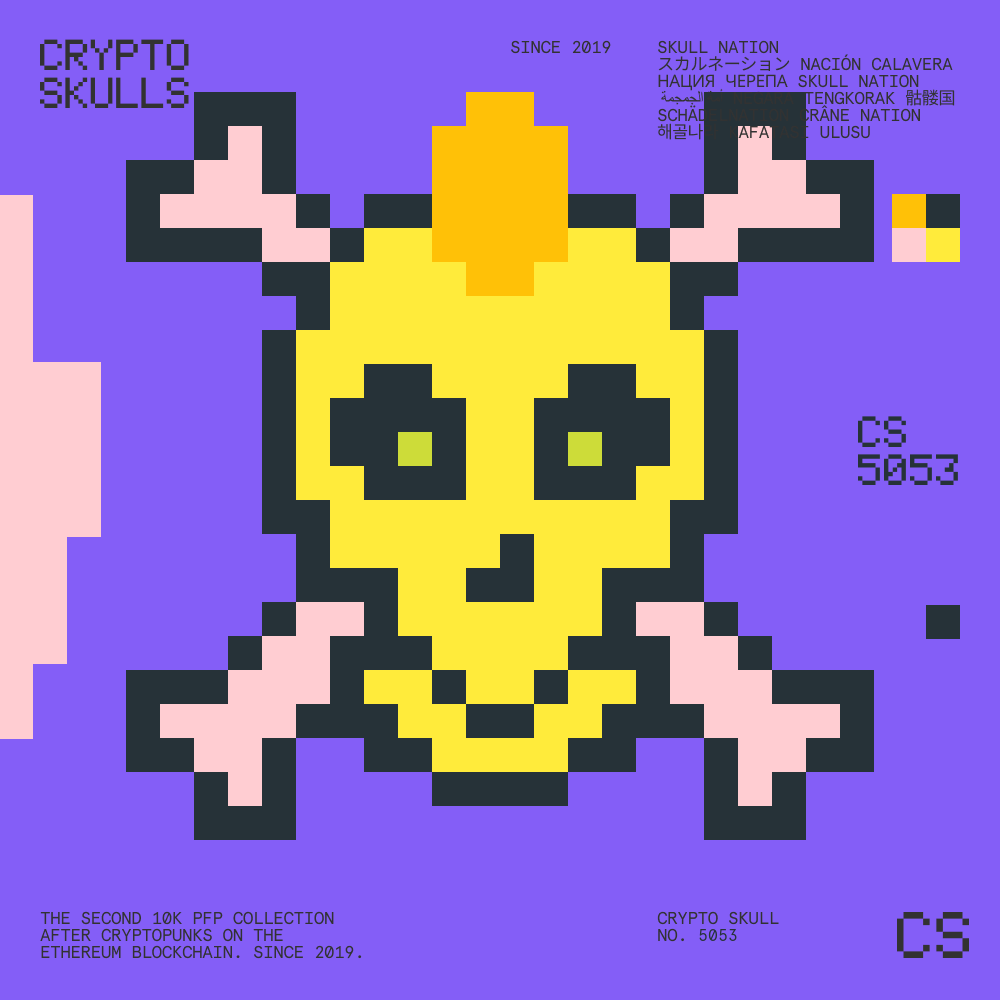 CRYPTO
SKULLS
SINCE 2019
SKULL NATION
スカルネーション NACIÓN CALAVERA
НАЦИЯ ЧЕРЕПА SKULL NATION
TENGKORAK 骷髅国
CRÂNE NATION
해골나 ULUSU
CS
5053
THE SECOND 10K PFP COLLECTION
AFTER CRYPTOPUNKS ON THE
ETHEREUM BLOCKCHAIN. SINCE 2019.
CRYPTO SKULL
NO. 5053
CS